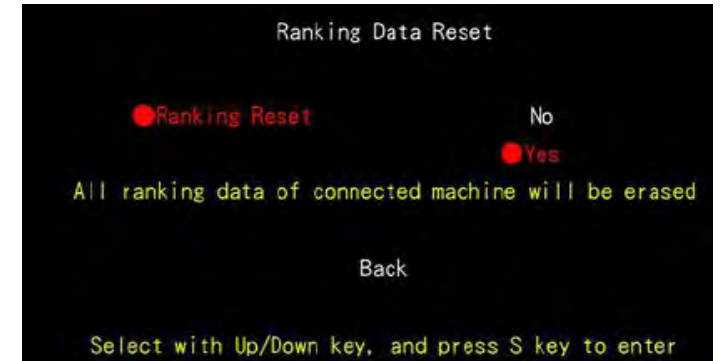 Ranking Data Reset
Ranking Reset No
Yes
All ranking data of connected machine will be erased
Back
Select with Up/Down key, and press S key to enter